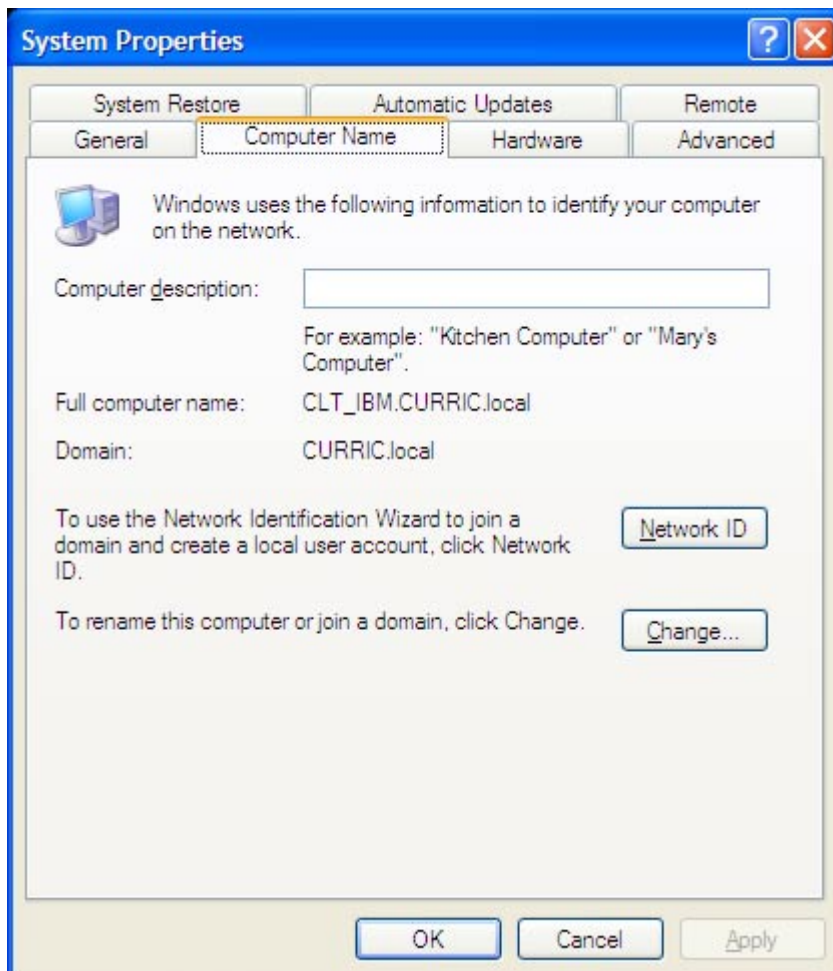 System Properties
System Restore
Automatic Updates
Remote
General
Computer Name
Hardware
Advanced
Windows uses the following information to identify your computer
on the network.
Computer description:
For example: "Kitchen Computer" or "Mary's
Computer".
Full computer name:
CLT_IBM.CURRIC.local
Domain:
CURRIC.local
To use the Network Identification Wizard to join a
domain and create a local user account, click Network
ID.
Network ID
To rename this computer or join a domain, click Change.
Change...
OK
Cancel
Apply